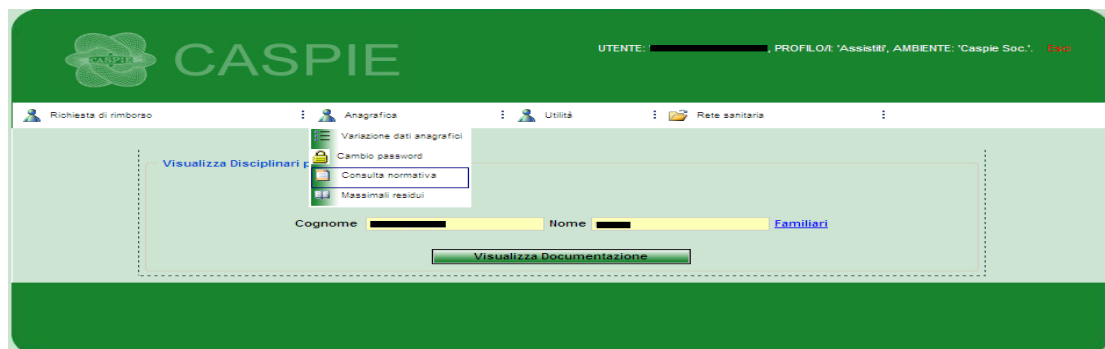 CASPIE
CASPIE
UTENTE: , PROFILO/I: 'Assistiti', AMBIENTE: 'Caspie Soc.'.
Richiesta di rimborso : Anagrafica : Utilità : Rete sanitaria :
Variazione dati anagrafici
Cambio password
Consulta normativa
Massimali residui
Visualizza Disciplinari p
Cognome Nome Familiari
Visualizza Documentazione